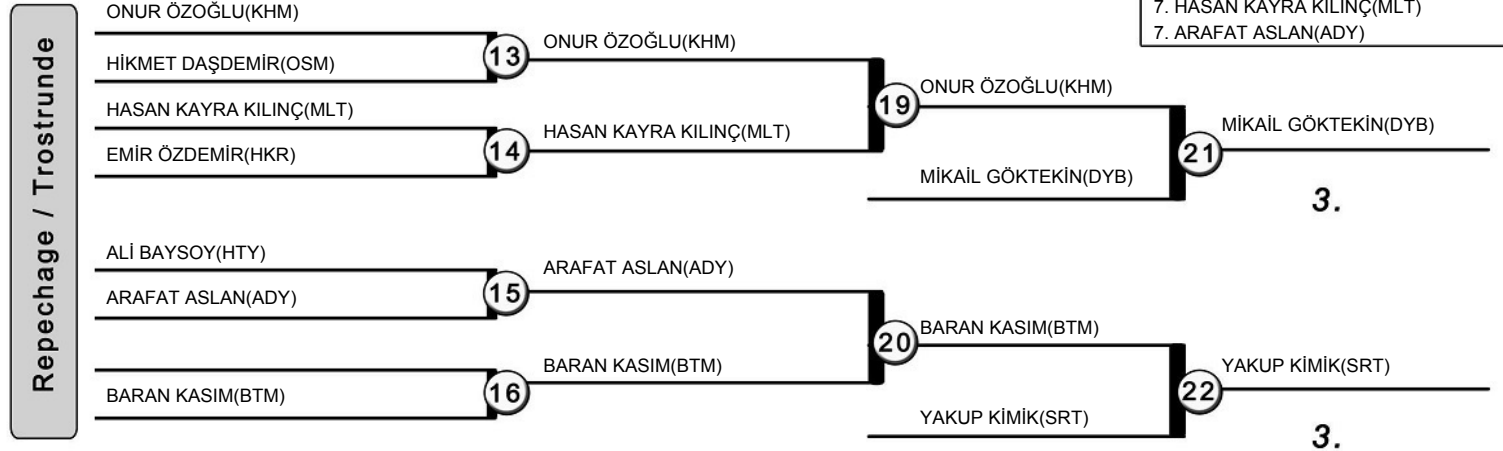 Repechage / Trostrunde
ONUR ÖZOĞLU(KHM)
HİKMET DAŞDEMİR(OSM)
HASAN KAYRA KILINÇ(MLT)
EMİR ÖZDEMİR(HKR)
13
14
ONUR ÖZOĞLU(KHM)
HASAN KAYRA KILINÇ(MLT)
19
ONUR ÖZOĞLU(KHM)
MİKAİL GÖKTEKİN(DYB)
21
MİKAİL GÖKTEKİN(DYB)
3.
7. HASAN KAYRA KILINÇ(MLT)
7. ARAFAT ASLAN(ADY)
ALİ BAYSOY(HTY)
ARAFAT ASLAN(ADY)
BARAN KASIM(BTM)
15
16
ARAFAT ASLAN(ADY)
BARAN KASIM(BTM)
20
BARAN KASIM(BTM)
YAKUP KİMİK(SRT)
22
YAKUP KİMİK(SRT)
3.